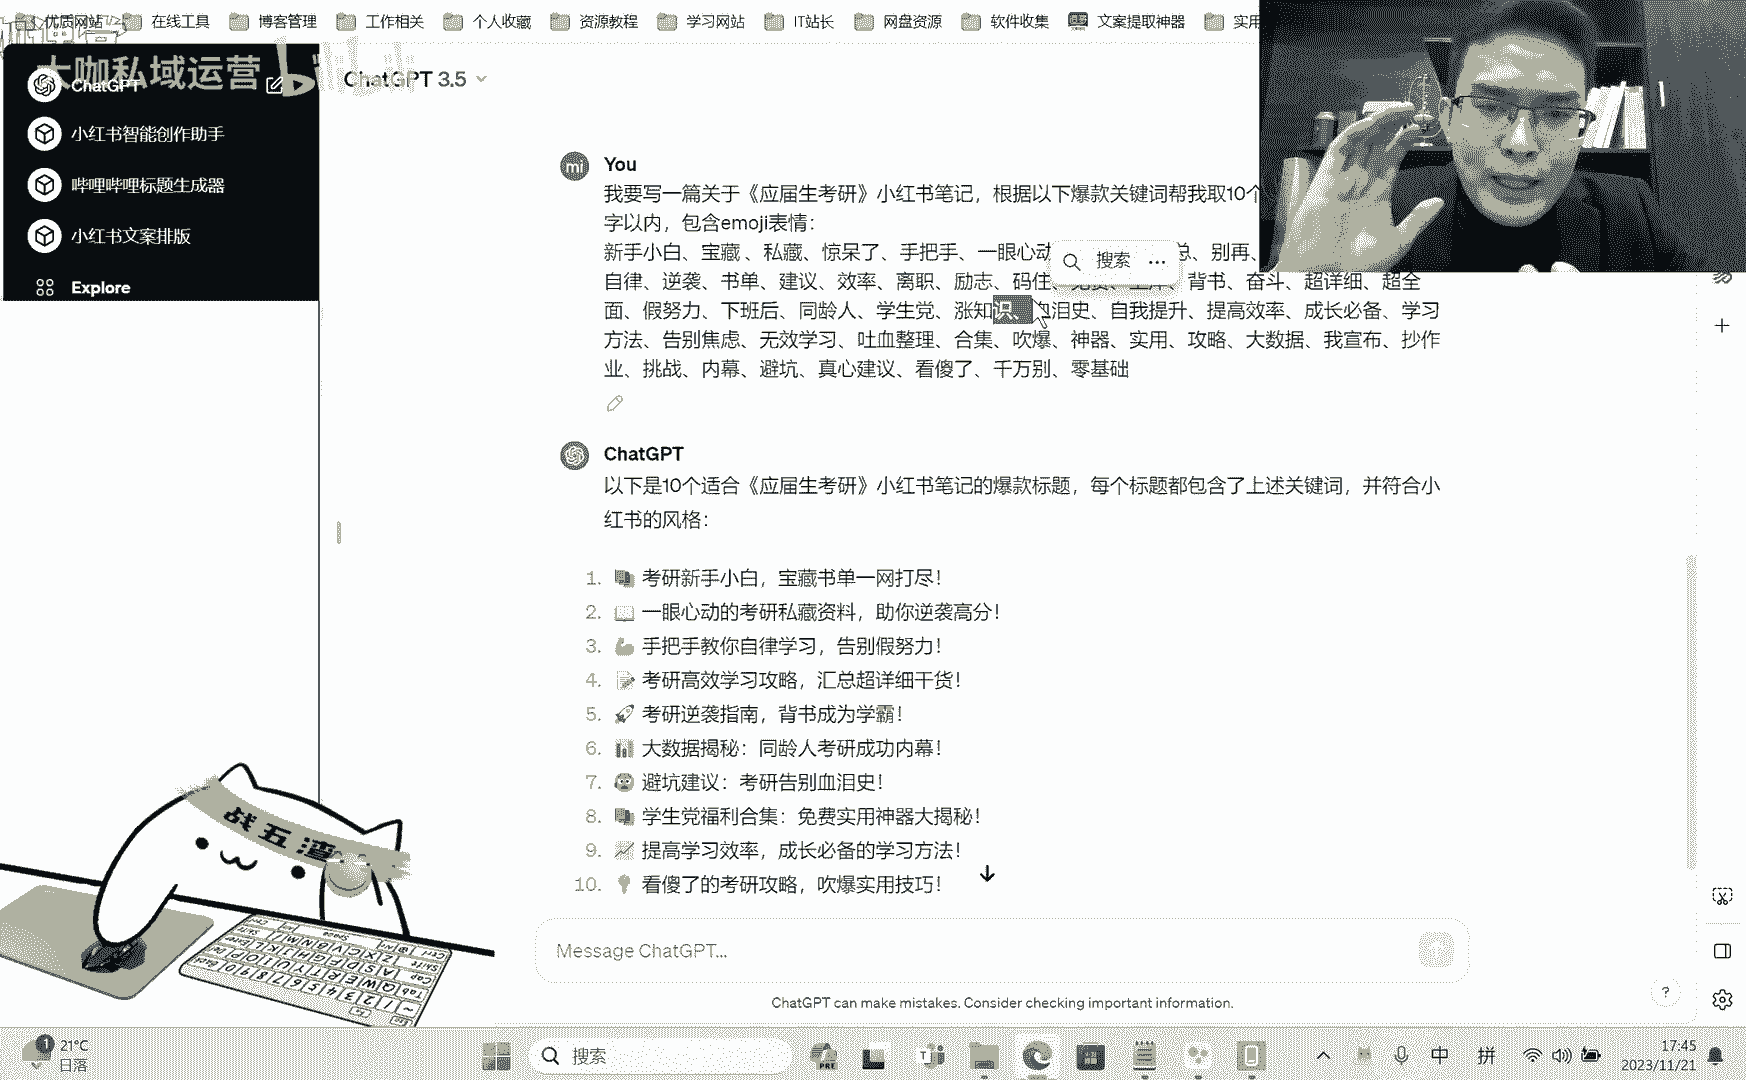 优质网站 在线工具 博客管理 工作相关 个人收藏 资源教程 学习网站 IT站长 网盘资源 软件收集 文案提取神器 实用
大咖私域运营 bilibili
ChatGPT
小红书智能创作助手
哔哩哔哩标题生成器
小红书文案排版
Explore
ChatGPT 3.5
mi
You
我要写一篇关于《应届生考研》小红书笔记，根据以下爆款关键词帮我取10个
字以内，包含emoji表情：
新手小白、宝藏、私藏、惊呆了、手把手、一眼心动 总、别再、
自律、逆袭、书单、建议、效率、离职、励志、码住、 背书、奋斗、超详细、超全
面、假努力、下班后、同龄人、学生党、涨知识、血泪史、自我提升、提高效率、成长必备、学习
方法、告别焦虑、无效学习、吐血整理、合集、吹爆、神器、实用、攻略、大数据、我宣布、抄作
业、挑战、内幕、避坑、真心建议、看傻了、千万别、零基础
搜索 ...
ChatGPT
以下是10个适合《应届生考研》小红书笔记的爆款标题，每个标题都包含了上述关键词，并符合小
红书的风格：
1. 📚 考研新手小白，宝藏书单一网打尽！
2. 📖 一眼心动的考研私藏资料，助你逆袭高分！
3. 💪 手把手教你自律学习，告别假努力！
4. 📝 考研高效学习攻略，汇总超详细干货！
5. 🚀 考研逆袭指南，背书成为学霸！
6. 📊 大数据揭秘：同龄人考研成功内幕！
7. 避坑建议：考研告别血泪史！
8. 📚 学生党福利合集：免费实用神器大揭秘！
9. 📈 提高学习效率，成长必备的学习方法！
10. 💡 看傻了的考研攻略，吹爆实用技巧！
Message ChatGPT...
ChatGPT can make mistakes. Consider checking important information.
?
战五渣
1
21°C
日落
搜索
PRE
中 拼
17:45
2023/11/21